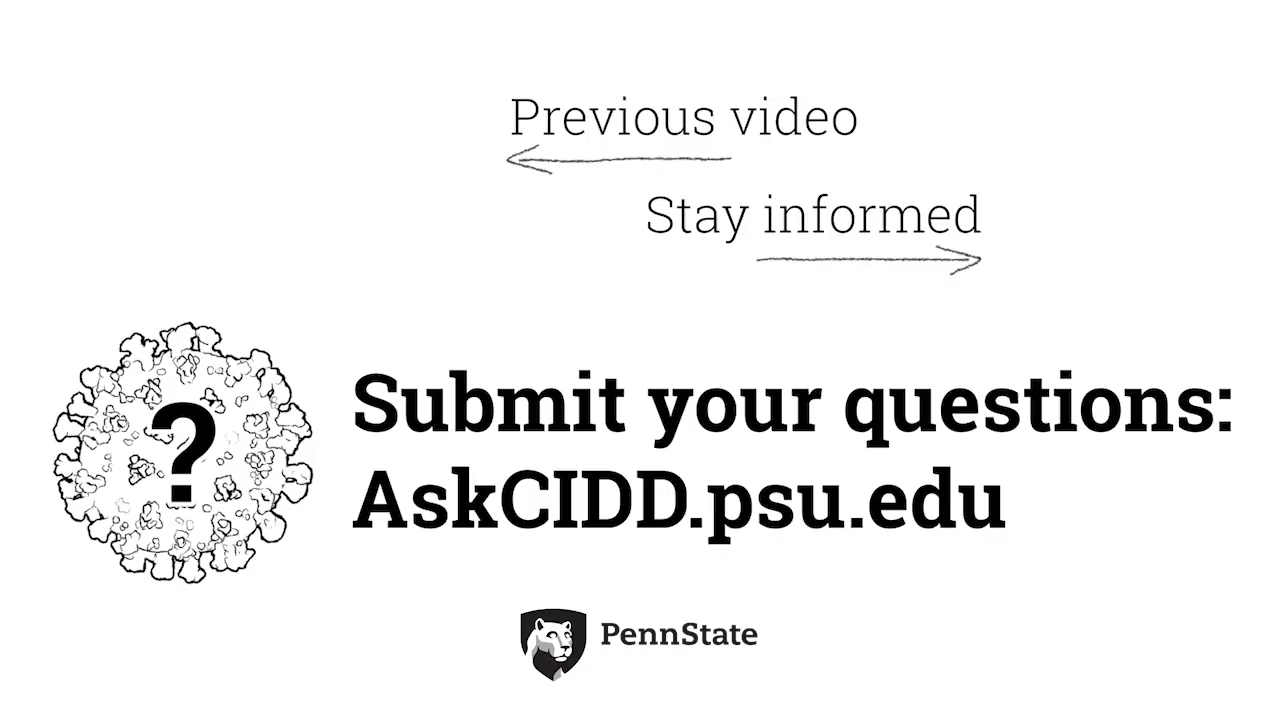 Previous video
Stay informed
?
Submit your questions:
AskCIDD.psu.edu
PennState